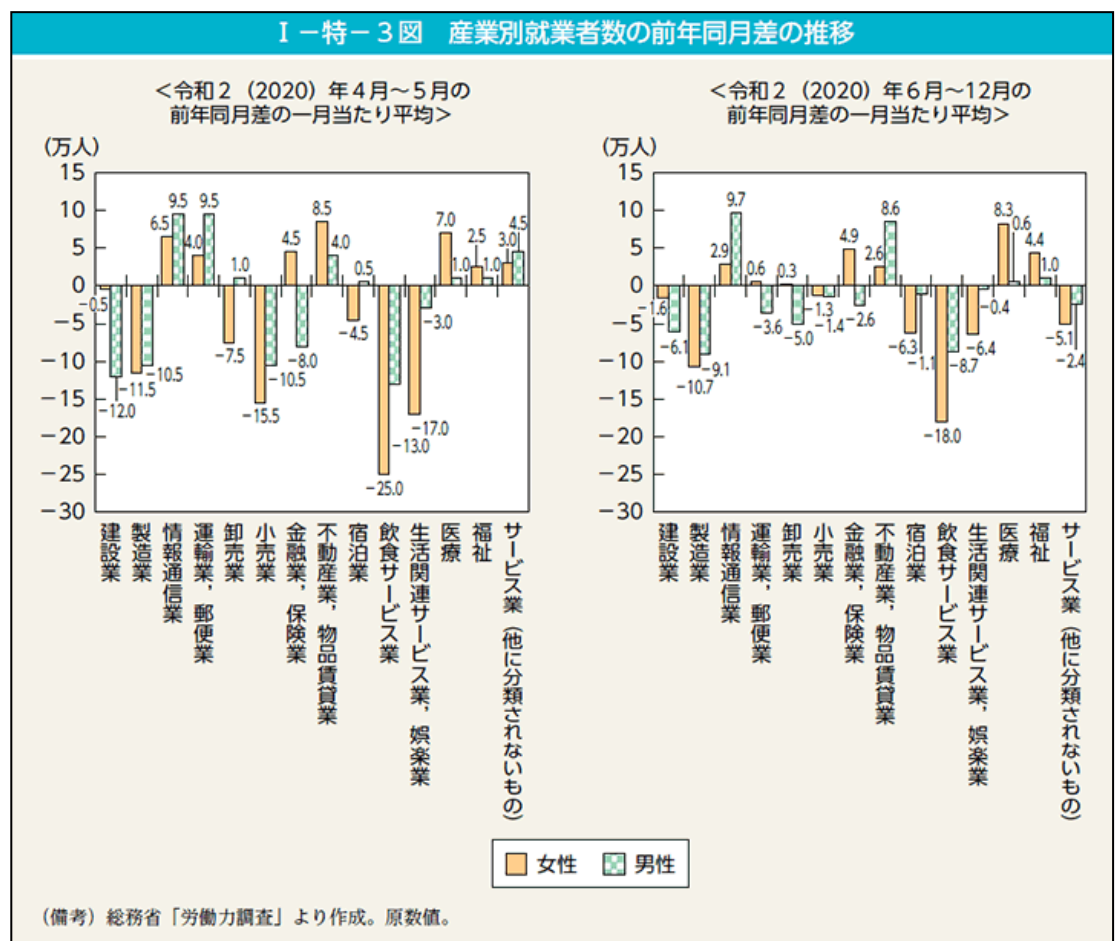 Ⅰ－特－３図　産業別就業者数の前年同月差の推移
＜令和２（2020）年４月～５月の
前年同月差の一月当たり平均＞
（万人）
15
10
5
0
−5
−10
−15
−20
−25
−30
−0.5
−12.0
−11.5
−10.5
6.5
9.5
4.0
9.5
−7.5
1.0
−15.5
−10.5
4.5
−8.0
8.5
4.0
−4.5
0.5
−25.0
−13.0
−17.0
−3.0
7.0
1.0
2.5
1.0
3.0
4.5
建設業
製造業
情報通信業
運輸業，郵便業
卸売業
小売業
金融業，保険業
不動産業，物品賃貸業
宿泊業
飲食サービス業
生活関連サービス業，娯楽業
医療
福祉
サービス業（他に分類されないもの）
＜令和２（2020）年６月～12月の
前年同月差の一月当たり平均＞
（万人）
15
10
5
0
−5
−10
−15
−20
−25
−30
−1.6
−6.1
−10.7
−9.1
2.9
9.7
0.6
−3.6
0.3
−5.0
−1.3
−1.4
4.9
−2.6
2.6
8.6
−6.3
−1.1
−18.0
−8.7
−6.4
−0.4
8.3
0.6
4.4
1.0
−5.1
−2.4
建設業
製造業
情報通信業
運輸業，郵便業
卸売業
小売業
金融業，保険業
不動産業，物品賃貸業
宿泊業
飲食サービス業
生活関連サービス業，娯楽業
医療
福祉
サービス業（他に分類されないもの）
女性
男性
（備考）総務省「労働力調査」より作成。原数値。